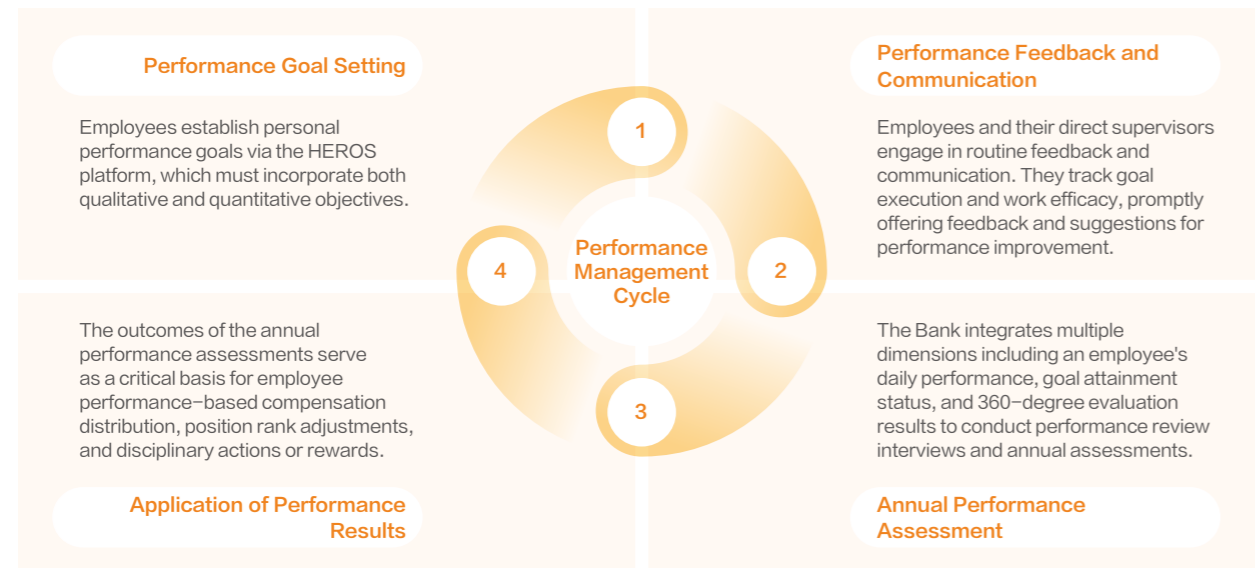 Performance Goal Setting
Employees establish personal
performance goals via the HEROS
platform, which must incorporate both
qualitative and quantitative objectives.
Performance Feedback and
Communication
Employees and their direct supervisors
engage in routine feedback and
communication. They track goal
execution and work efficacy, promptly
offering feedback and suggestions for
performance improvement.
1
2
3
4
Performance
Management
Cycle
The outcomes of the annual
performance assessments serve
as a critical basis for employee
performance–based compensation
distribution, position rank adjustments,
and disciplinary actions or rewards.
Application of Performance
Results
The Bank integrates multiple
dimensions including an employee's
daily performance, goal attainment
status, and 360–degree evaluation
results to conduct performance review
interviews and annual assessments.
Annual Performance
Assessment